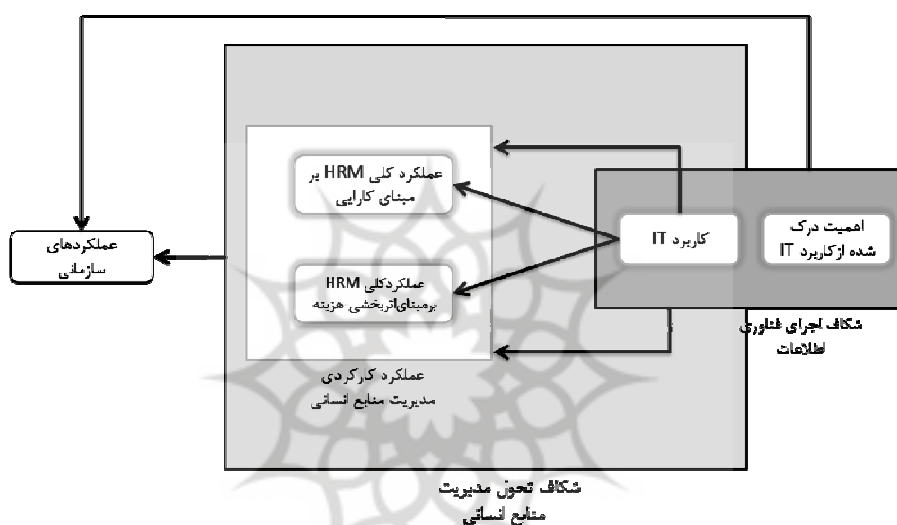 عملکرد کلی HRM بر
مبنای کارایی
کاربرد IT
اهمیت درک
شده ازکاربرد IT
عملکردهای
سازمانی
عملکردکلی HRM
برمبنای‌اثربخشی هزینه
شکاف اجرای فناوری
اطلاعات
عملکرد کارکردی
مدیریت منابع انسانی
شکاف تحول مدیریت
منابع انسانی